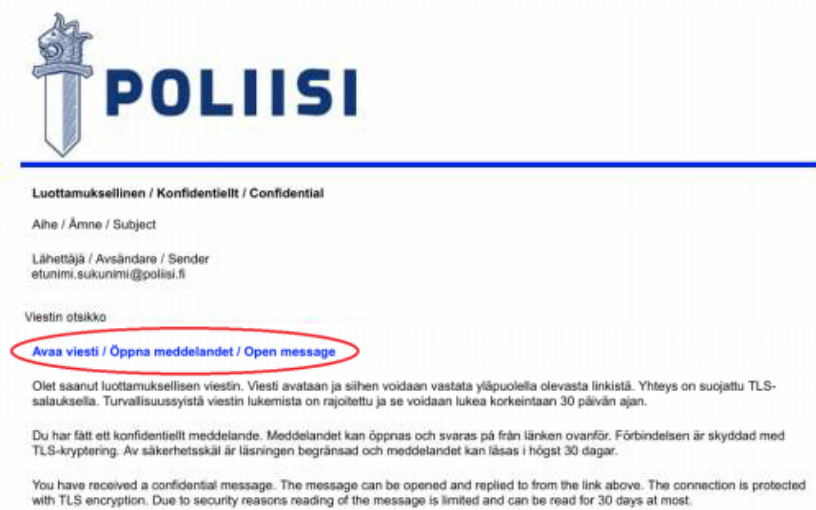 POLIISI
Luottamuksellinen / Konfidentiellt / Confidential
Aihe / Ämne / Subject
Lähettäjä / Avsändare / Sender
etunimi.sukunimi@poliisi.fi
Viestin otsikko
Avaa viesti / Öppna meddelandet / Open message
Olet saanut luottamuksellisen viestin. Viesti avataan ja siihen voidaan vastata yläpuolella olevasta linkistä. Yhteys on suojattu TLS-
salauksella. Turvallisuussyistä viestin lukemista on rajoitettu ja se voidaan lukea korkeintaan 30 päivän ajan.
Du har fått ett konfidentiellt meddelande. Meddelandet kan öppnas och svaras på från länken ovanför. Förbindelsen är skyddad med
TLS-kryptering. Av säkerhetsskäl är läsningen begränsad och meddelandet kan läsas i högst 30 dagar.
You have received a confidential message. The message can be opened and replied to from the link above. The connection is protected
with TLS encryption. Due to security reasons reading of the message is limited and can be read for 30 days at most.